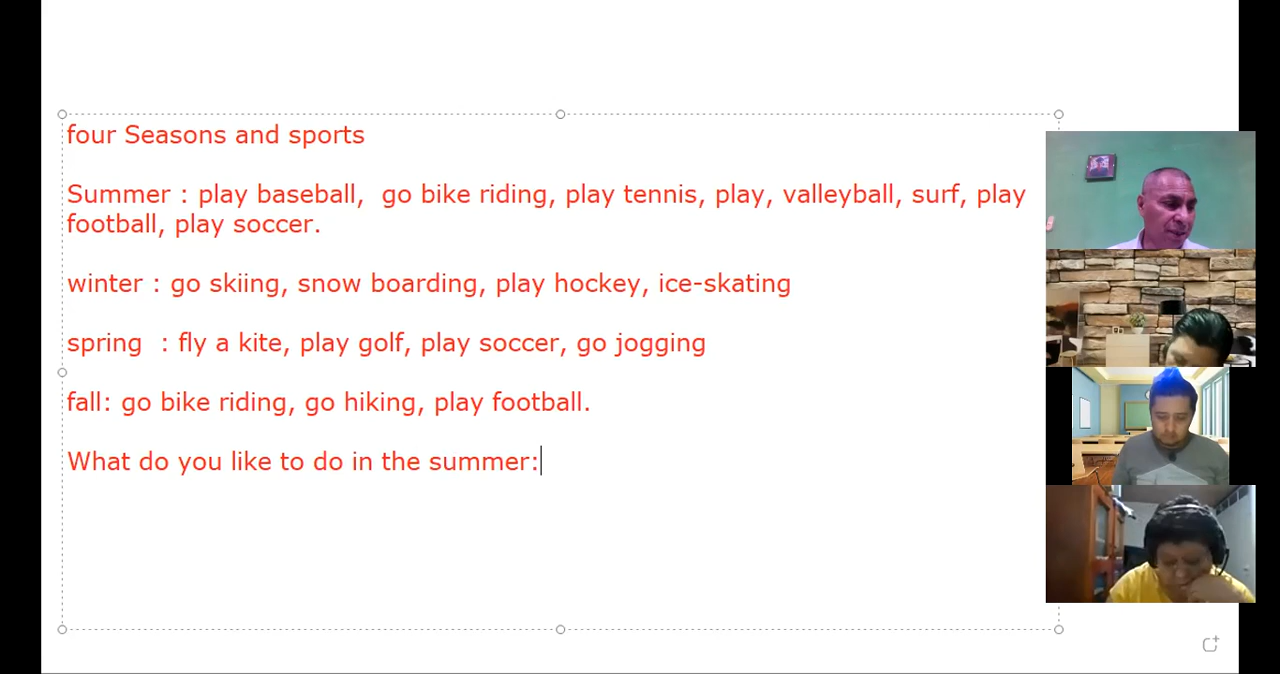 four Seasons and sports
Summer : play baseball,  go bike riding, play tennis, play, valleyball, surf, play
football, play soccer.
winter : go skiing, snow boarding, play hockey, ice-skating
spring  : fly a kite, play golf, play soccer, go jogging
fall: go bike riding, go hiking, play football.
What do you like to do in the summer: